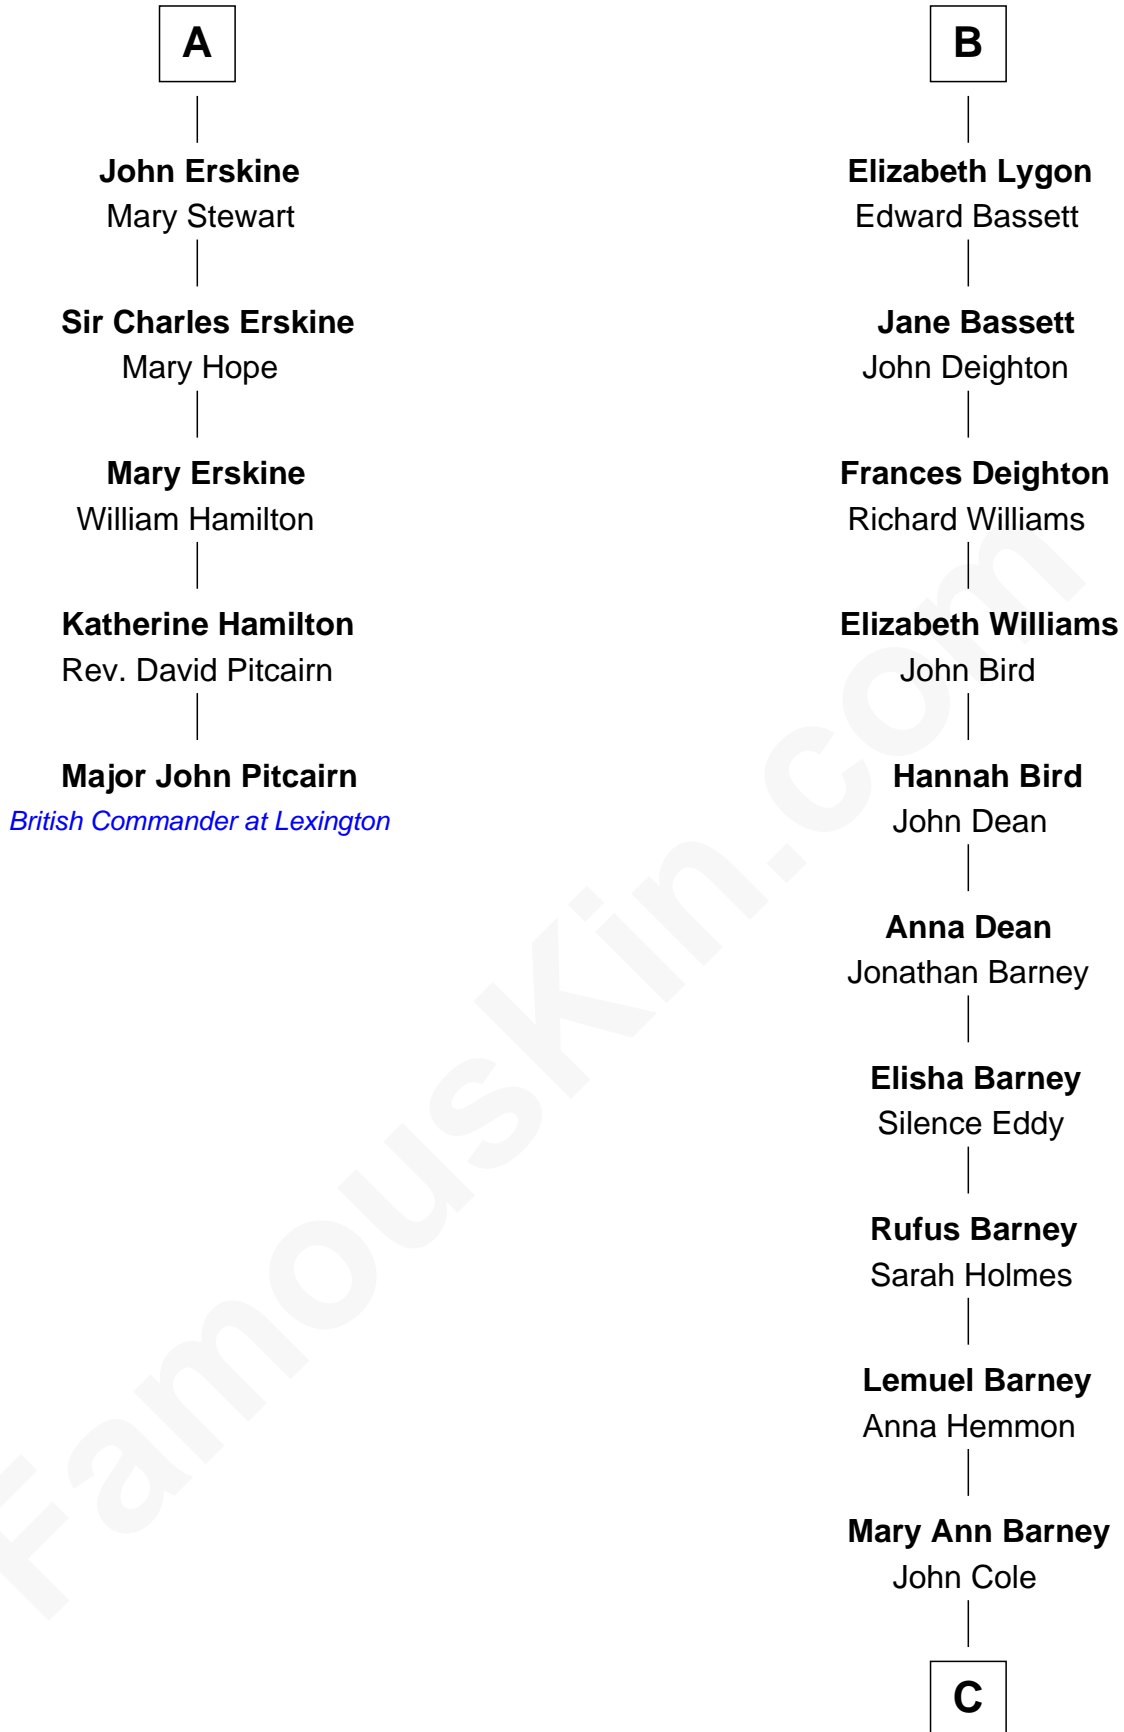 A
John Erskine
Mary Stewart
Sir Charles Erskine
Mary Hope
Mary Erskine
William Hamilton
Katherine Hamilton
Rev. David Pitcairn
Major John Pitcairn
British Commander at Lexington
B
Elizabeth Lygon
Edward Bassett
Jane Bassett
John Deighton
Frances Deighton
Richard Williams
Elizabeth Williams
John Bird
Hannah Bird
John Dean
Anna Dean
Jonathan Barney
Elisha Barney
Silence Eddy
Rufus Barney
Sarah Holmes
Lemuel Barney
Anna Hemmon
Mary Ann Barney
John Cole
C
FamousKin.com